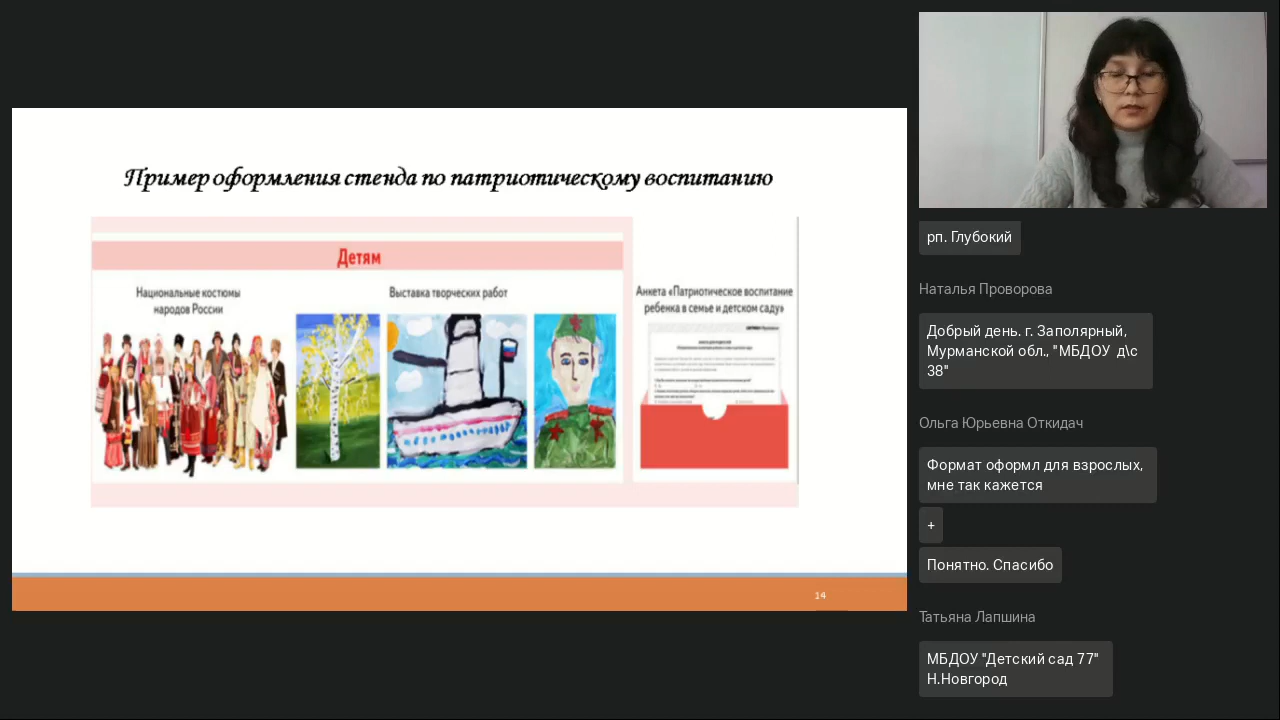 Пример оформления стенда по патриотическому воспитанию
Детям
Национальные костюмы
народов России
Выставка творческих работ
Анкета «Патриотическое воспитание
ребенка в семье и детском саду»
14
рп. Глубокий
Наталья Проворова
Добрый день. г. Заполярный,
Мурманской обл., "МБДОУ д\с
38"
Ольга Юрьевна Откидач
Формат оформл для взрослых,
мне так кажется
+
Понятно. Спасибо
Татьяна Лапшина
МБДОУ "Детский сад 77"
Н.Новгород